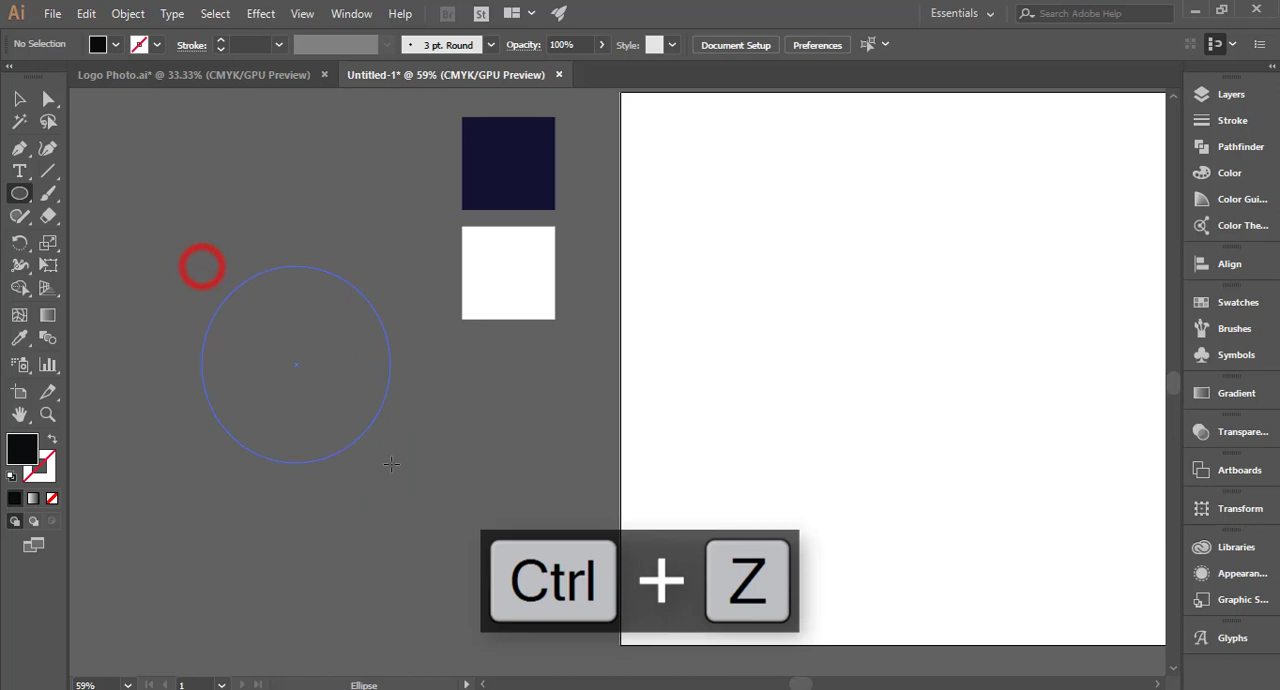 Ai File Edit Object Type Select Effect View Window Help Br St Essentials Search Adobe Help
No Selection Stroke: 3 pt. Round Opacity: 100% Style: Document Setup Preferences
Logo Photo.ai* @ 33.33% (CMYK/GPU Preview) × Untitled-1* @ 59% (CMYK/GPU Preview) ×
Layers
Stroke
Pathfinder
Color
Color Gui...
Color The...
Align
Swatches
Brushes
Symbols
Gradient
Transpare...
Artboards
Transform
Libraries
Appearan...
Graphic S...
Glyphs
Ctrl + Z
59% 1 Ellipse